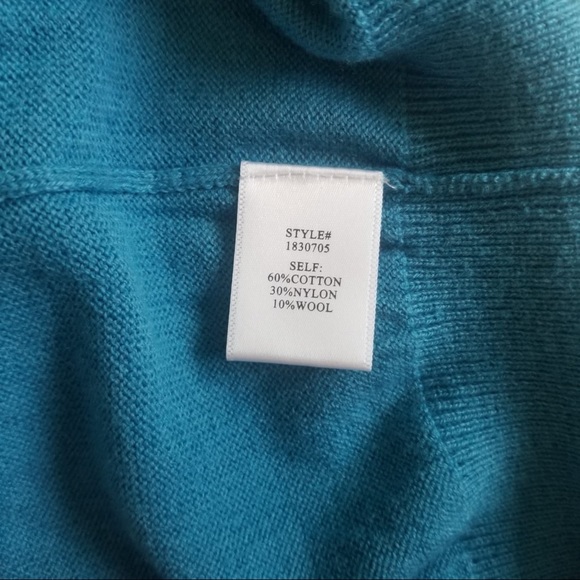 STYLE#
1830705
SELF:
60%COTTON
30%NYLON
10%WOOL